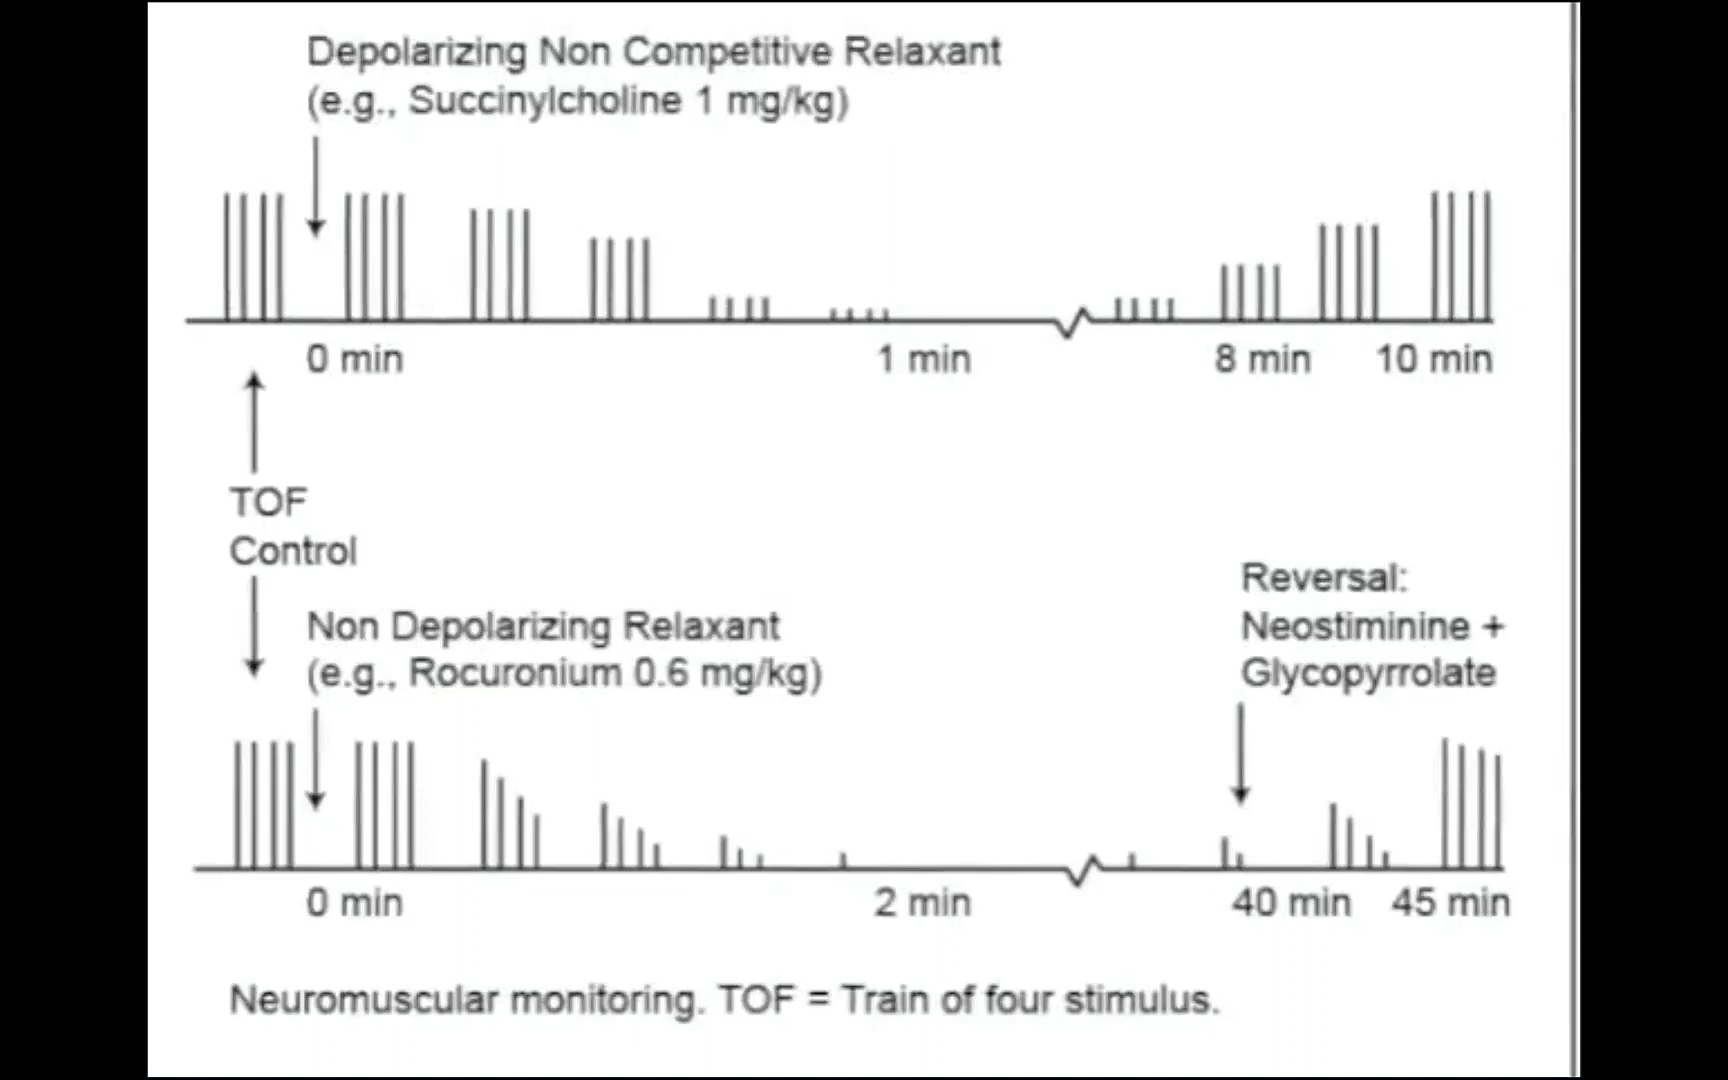 Depolarizing Non Competitive Relaxant
(e.g., Succinylcholine 1 mg/kg)
0 min
1 min
8 min
10 min
TOF
Control
Non Depolarizing Relaxant
(e.g., Rocuronium 0.6 mg/kg)
Reversal:
Neostiminine +
Glycopyrrolate
0 min
2 min
40 min
45 min
Neuromuscular monitoring. TOF = Train of four stimulus.